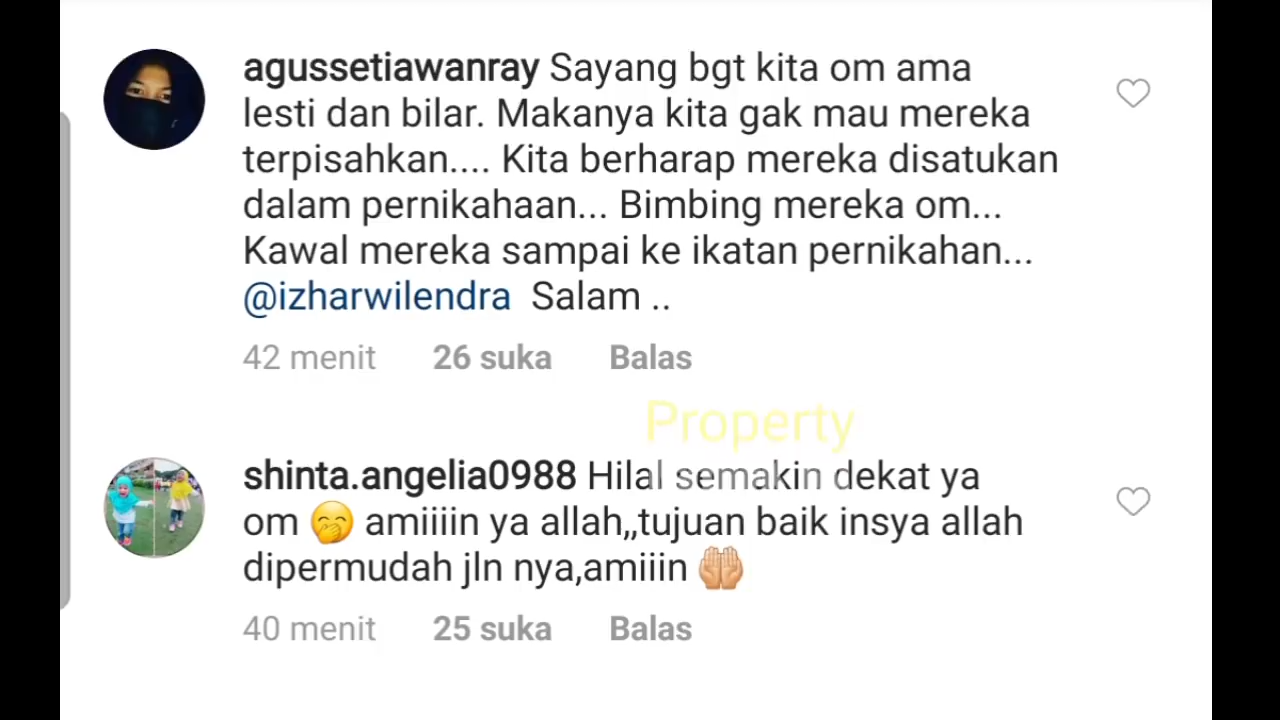 agussetiawanray Sayang bgt kita om ama
lesti dan bilar. Makanya kita gak mau mereka
terpisahkan.... Kita berharap mereka disatukan
dalam pernikahaan... Bimbing mereka om...
Kawal mereka sampai ke ikatan pernikahan...
@izharwilendra Salam ..
42 menit 26 suka Balas
Property
shinta.angelia0988 Hilal semakin dekat ya
om 🤭 amiiiin ya allah,,tujuan baik insya allah
dipermudah jln nya,amiiin 🤲🏻
40 menit 25 suka Balas